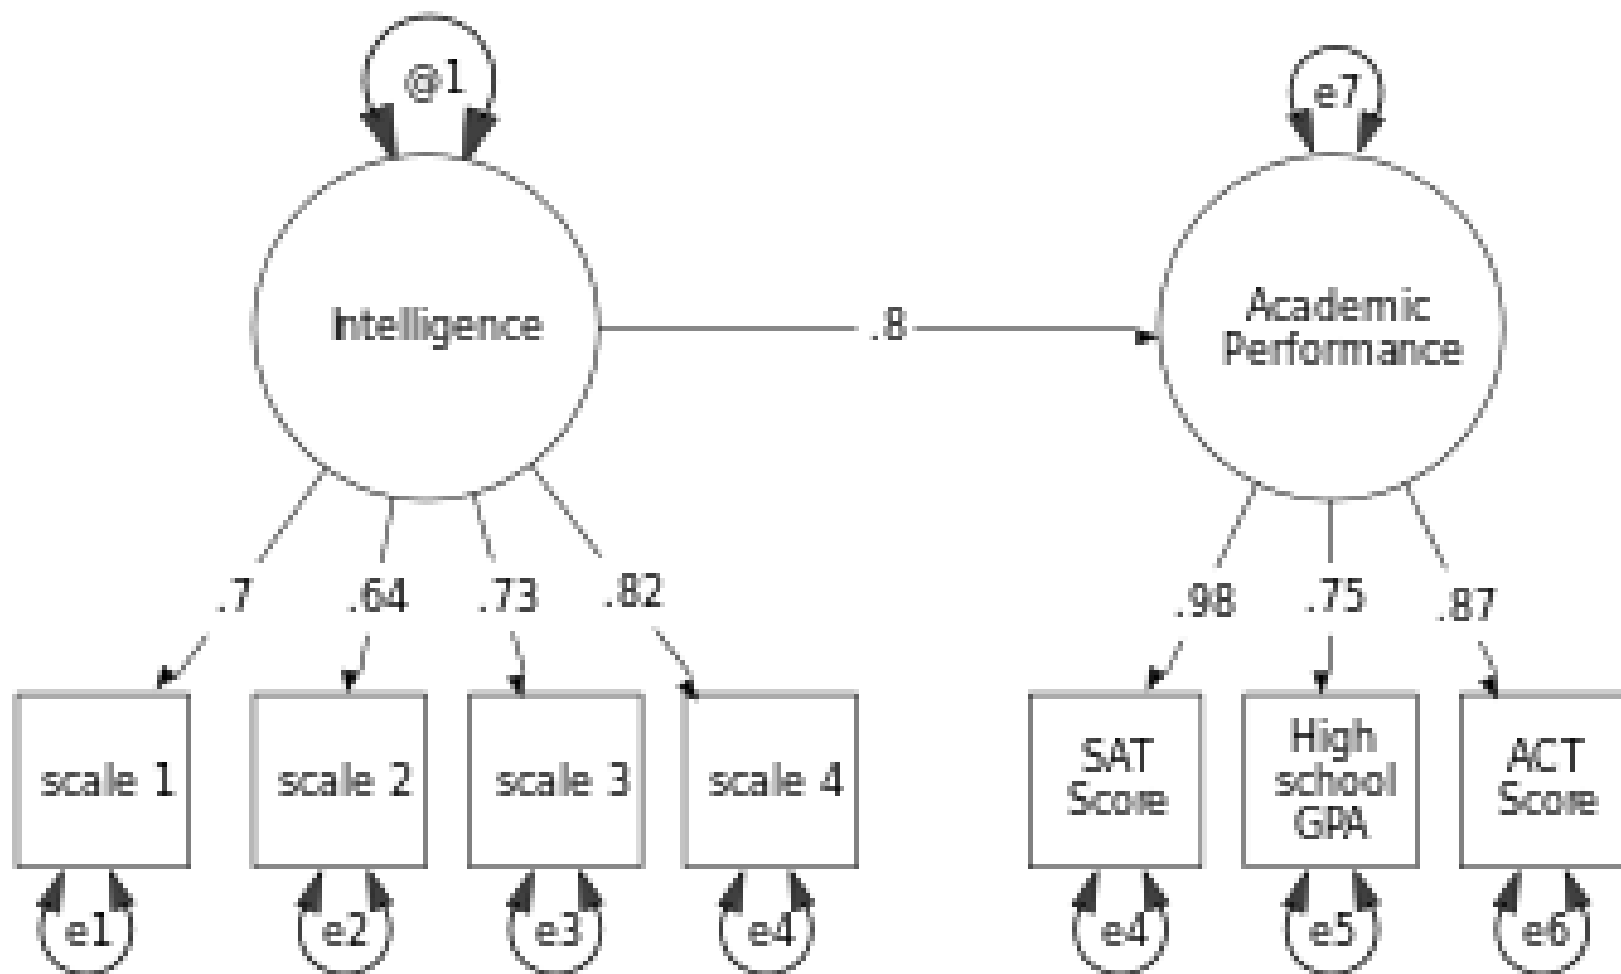 @1
e7
Intelligence
.8
Academic
Performance
.7
.64
.73
.82
.98
.75
.87
scale 1
scale 2
scale 3
scale 4
SAT
Score
High
school
GPA
ACT
Score
e1
e2
e3
e4
e4
e5
e6